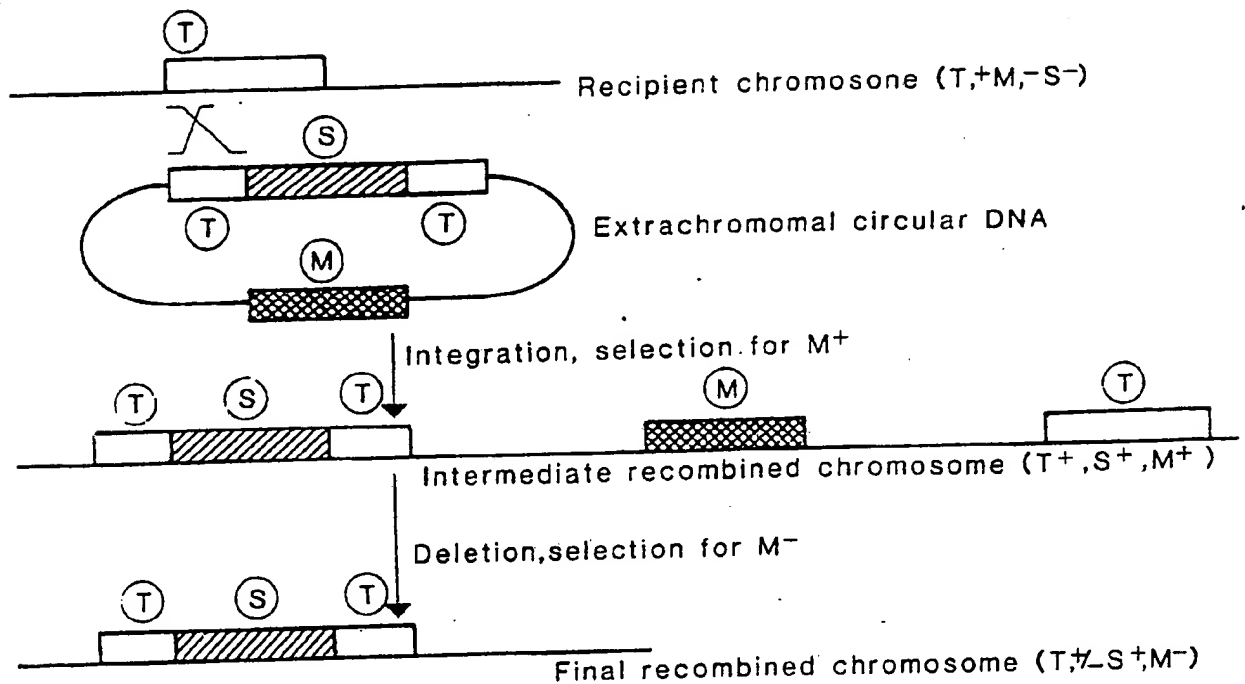 T
Recipient chromosone (T,⁺M,⁻S⁻)
S
T T
Extrachromomal circular DNA
M
Integration, selection for M⁺
T S T M T
Intermediate recombined chromosome (T⁺,S⁺,M⁺)
Deletion,selection for M⁻
T S T
Final recombined chromosome (T,⁺/₋S⁺,M⁻)